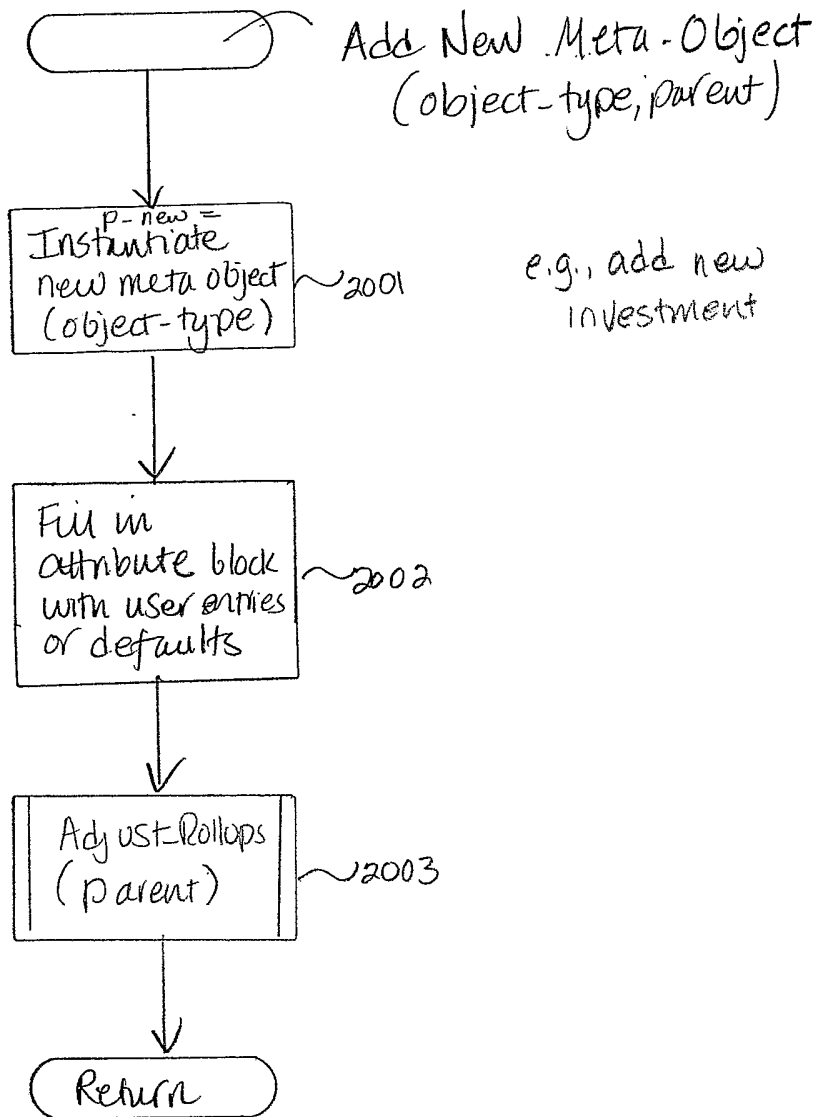 Add New Meta-Object
(object-type, parent)
p-new =
Instantiate
new meta object
(object-type)
2001
e.g., add new
investment
Fill in
attribute block
with user entries
or defaults
2002
Adjust_Rollups
(parent)
2003
Return